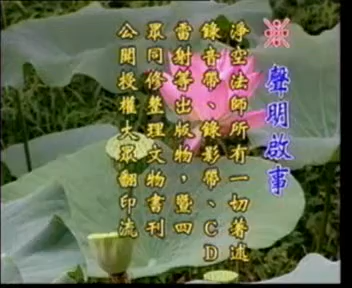 ※聲明啟事
淨空法師所有一切著述
錄音帶、錄影帶、CD
雷射等出版物，暨四
眾同修整理文物書刊
公開授權大眾翻印流